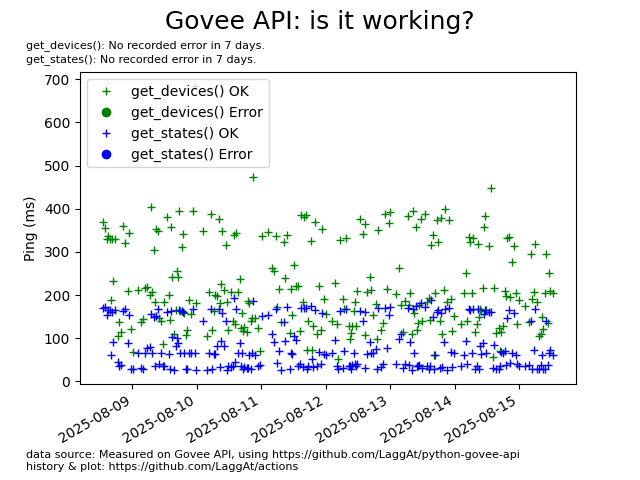 Govee API: is it working?
get_devices(): No recorded error in 7 days.
get_states(): No recorded error in 7 days.
700
600
500
400
300
200
100
0
Ping (ms)
get_devices() OK
get_devices() Error
get_states() OK
get_states() Error
2025-08-09
2025-08-10
2025-08-11
2025-08-12
2025-08-13
2025-08-14
2025-08-15
data source: Measured on Govee API, using https://github.com/LaggAt/python-govee-api
history & plot: https://github.com/LaggAt/actions